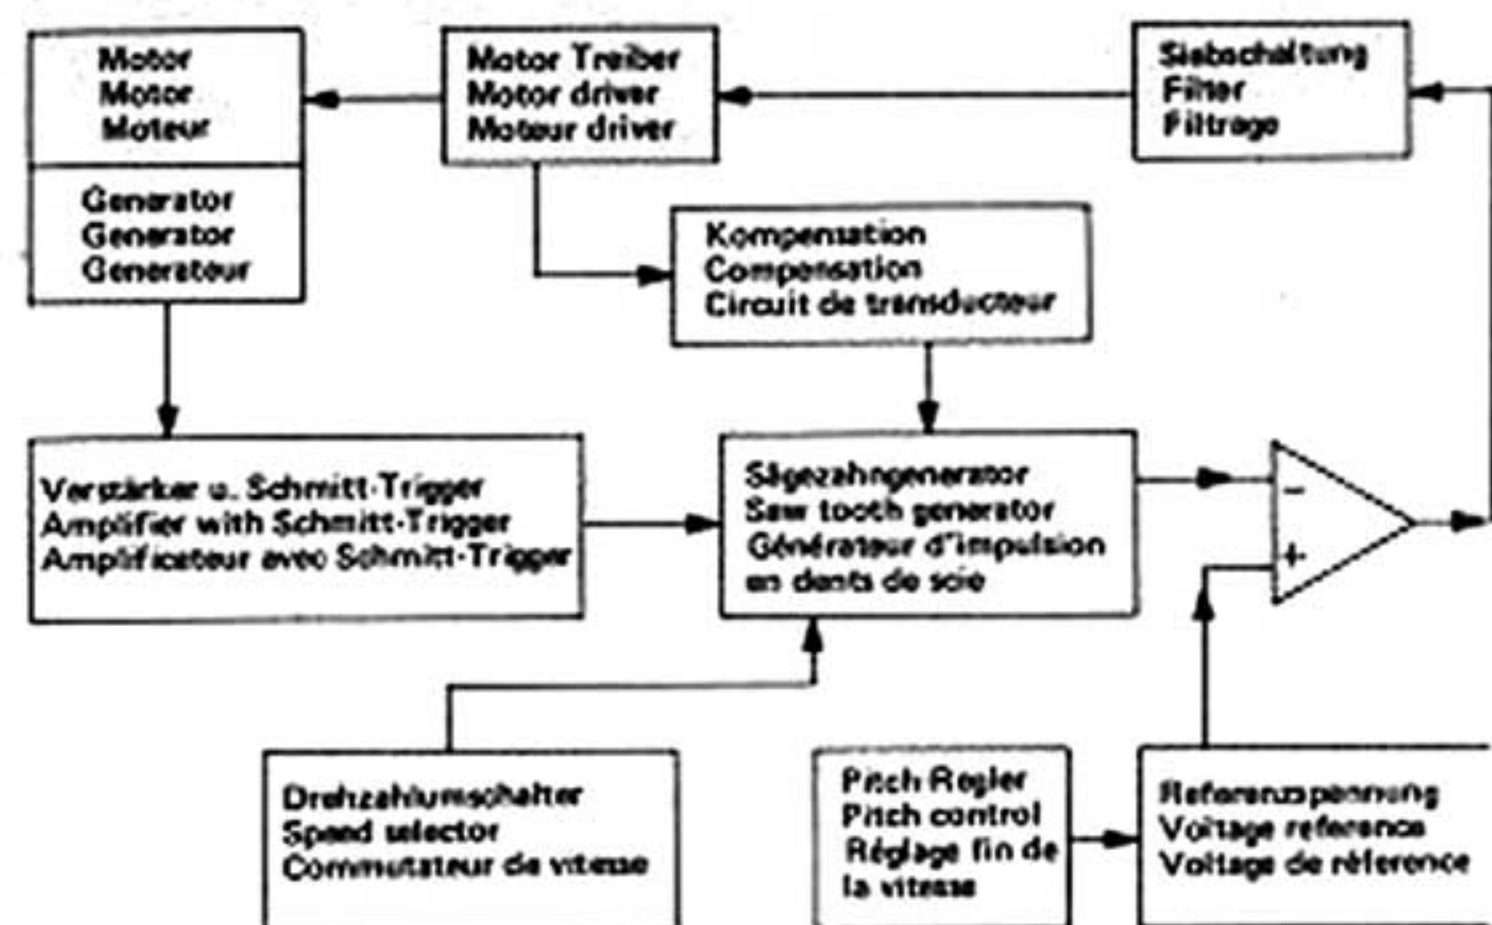 Motor
Motor
Moteur
Generator
Generator
Generateur
Motor Treiber
Motor driver
Moteur driver
Siebschaltung
Filter
Filtrage
Kompensation
Compensation
Circuit de transducteur
Verstärker u. Schmitt-Trigger
Amplifier with Schmitt-Trigger
Amplificateur avec Schmitt-Trigger
Sägezahngenerator
Saw tooth generator
Générateur d'impulsion
en dents de scie
−
+
Drehzahlumschalter
Speed selector
Commutateur de vitesse
Pitch Regler
Pitch control
Réglage fin de
la vitesse
Referenzspannung
Voltage reference
Voltage de réference